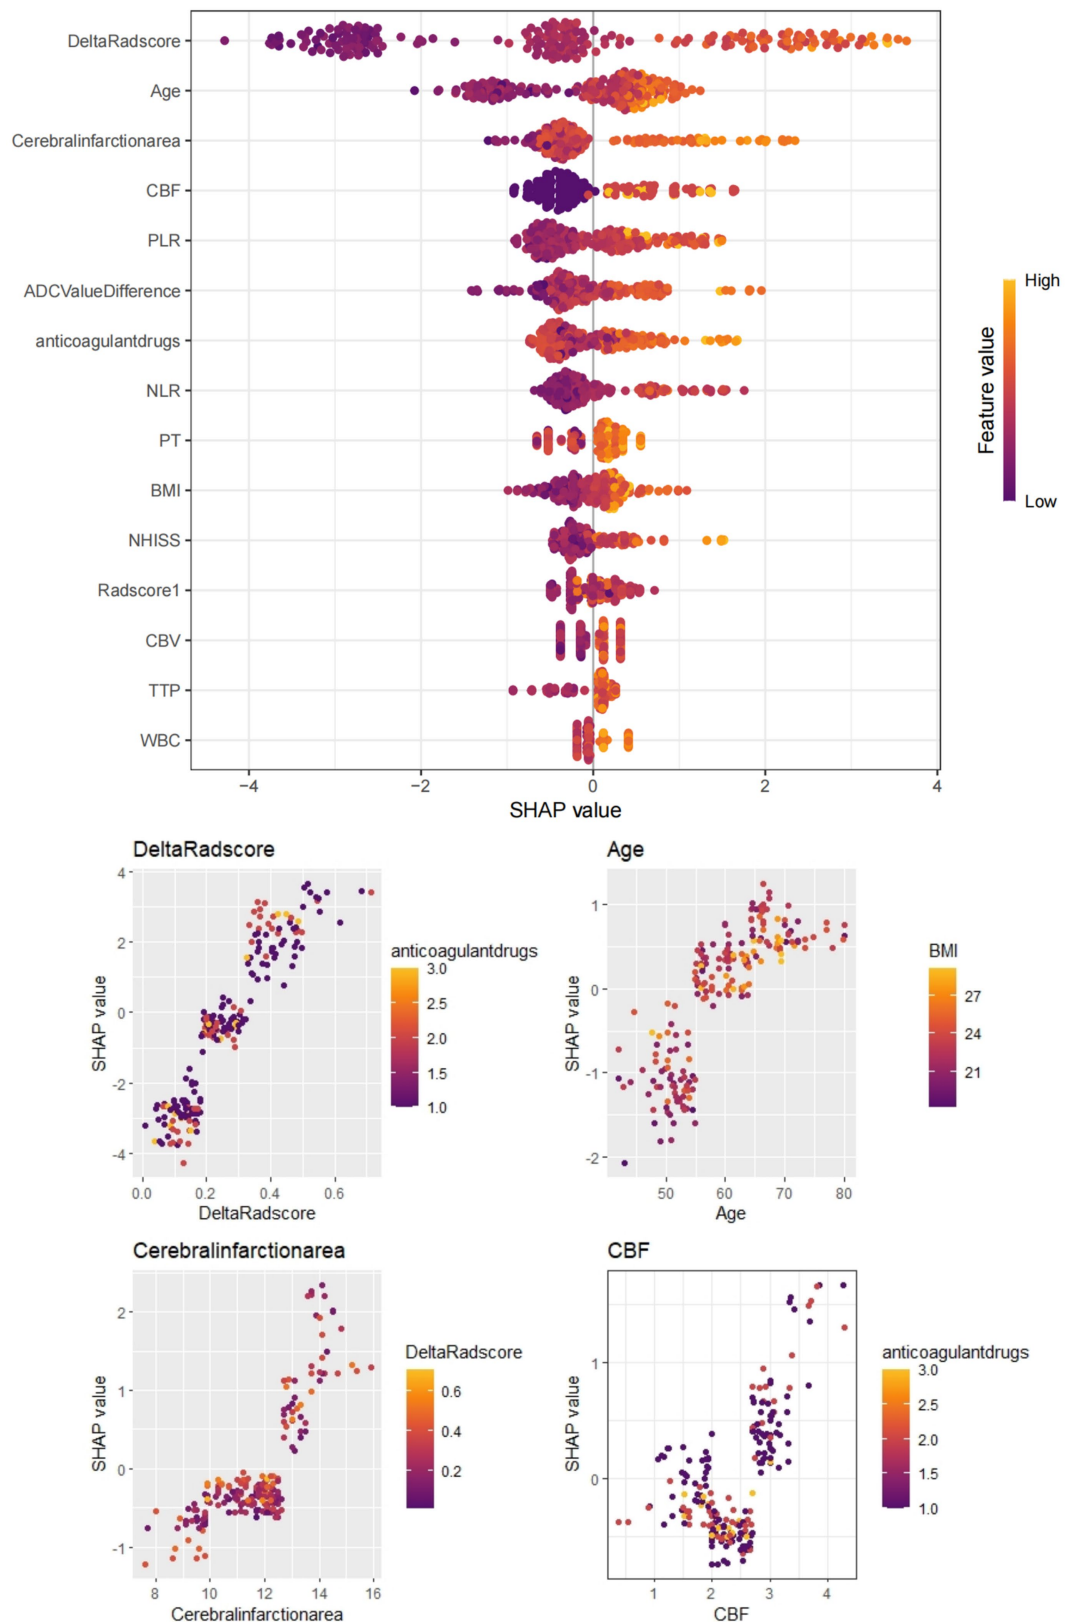 DeltaRadscore
Age
Cerebralinfarctionarea
CBF
PLR
ADCValueDifference
anticoagulantdrugs
NLR
PT
BMI
NHISS
Radscore1
CBV
TTP
WBC
−4 −2 0 2 4
SHAP value
High
Feature value
Low
DeltaRadscore
4
2
0
-2
-4
SHAP value
0.0 0.2 0.4 0.6
DeltaRadscore
anticoagulantdrugs
3.0
2.5
2.0
1.5
1.0
Age
1
0
-1
-2
SHAP value
50 60 70 80
Age
BMI
27
24
21
Cerebralinfarctionarea
2
1
0
-1
SHAP value
8 10 12 14 16
Cerebralinfarctionarea
DeltaRadscore
0.6
0.4
0.2
CBF
1
0
SHAP value
1 2 3 4
CBF
anticoagulantdrugs
3.0
2.5
2.0
1.5
1.0